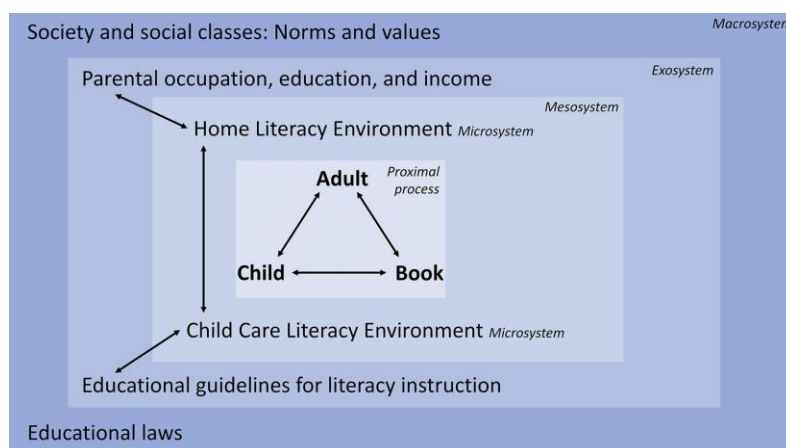 Society and social classes: Norms and values
Macrosystem
Parental occupation, education, and income
Exosystem
Mesosystem
Home Literacy Environment Microsystem
Proximal
process
Adult
Child
Book
Child Care Literacy Environment Microsystem
Educational guidelines for literacy instruction
Educational laws